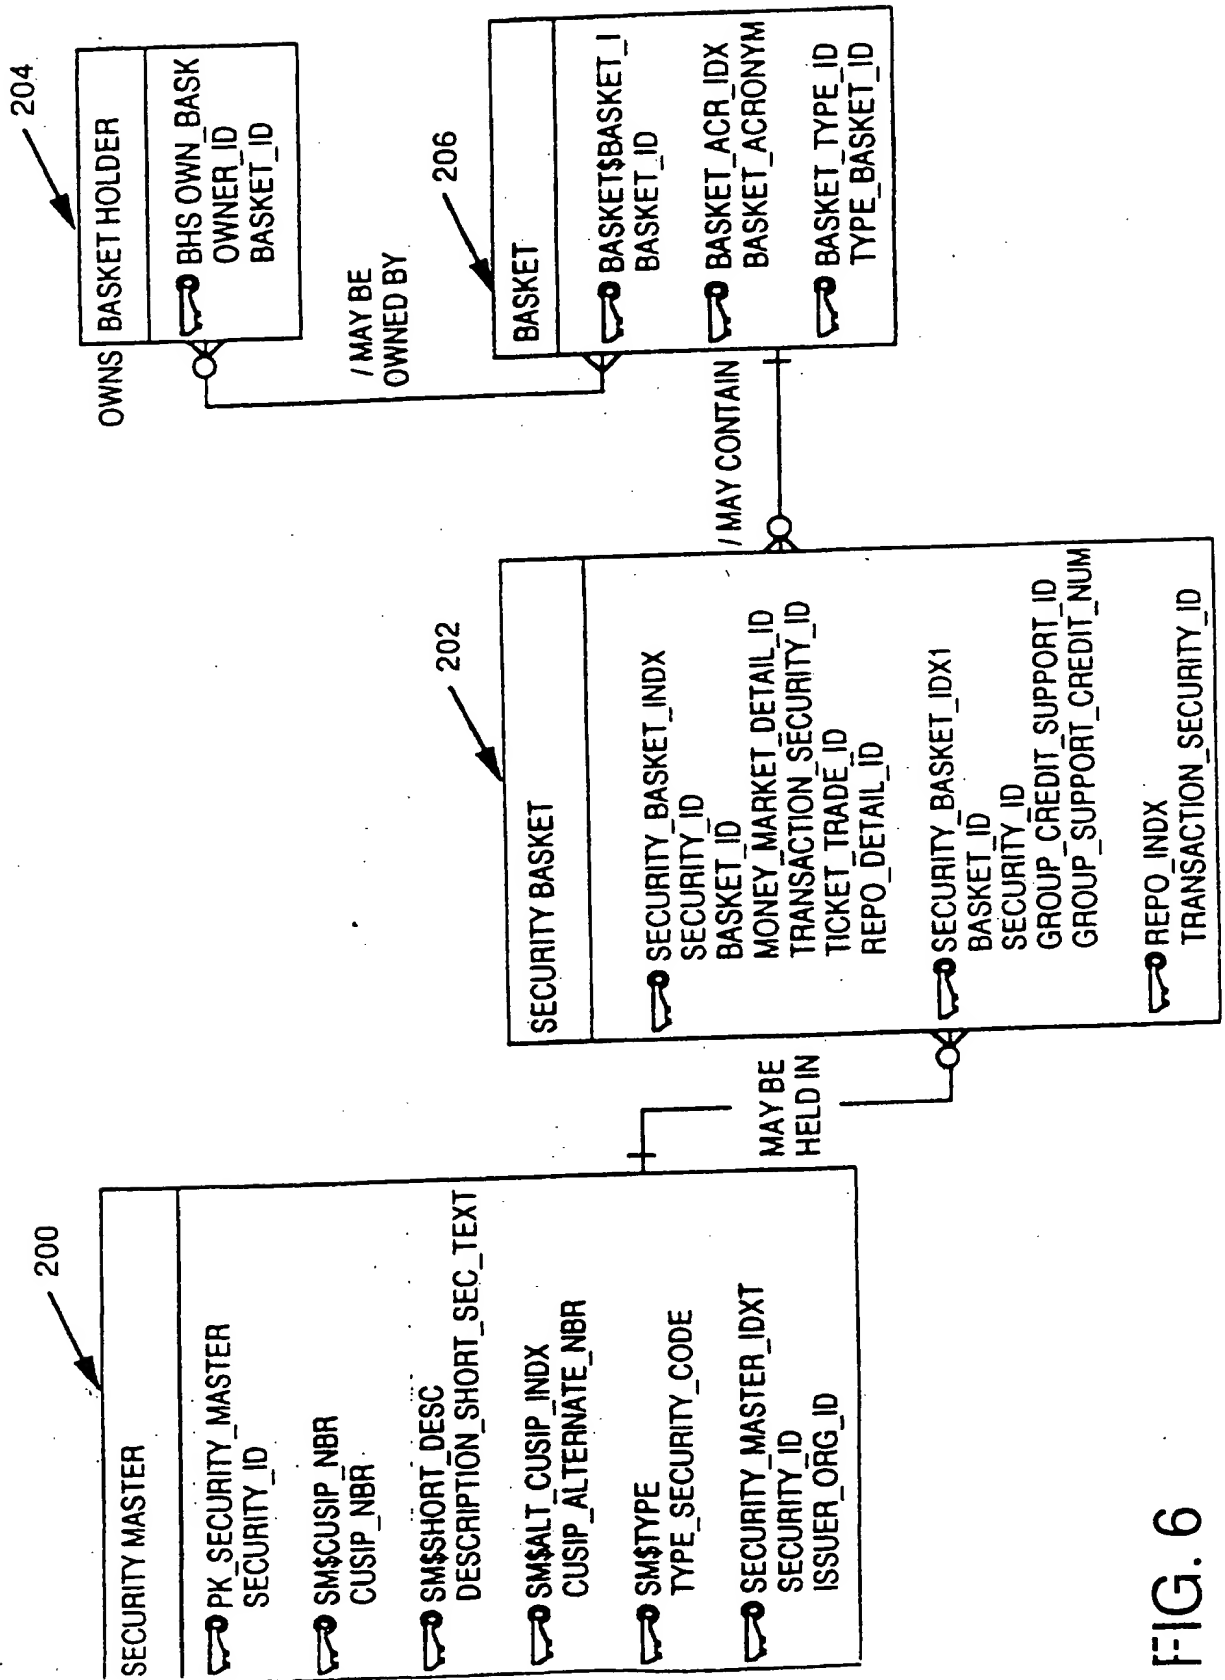 200
SECURITY MASTER
PK_SECURITY_MASTER
SECURITY_ID
SM$CUSIP_NBR
CUSIP_NBR
SM$SHORT_DESC
DESCRIPTION_SHORT_SEC_TEXT
SM$ALT_CUSIP_INDX
CUSIP_ALTERNATE_NBR
SM$TYPE
TYPE_SECURITY_CODE
SECURITY_MASTER_IDXT
SECURITY_ID
ISSUER_ORG_ID
MAY BE
HELD IN
202
SECURITY BASKET
SECURITY_BASKET_INDX
SECURITY_ID
BASKET_ID
MONEY_MARKET_DETAIL_ID
TRANSACTION_SECURITY_ID
TICKET_TRADE_ID
REPO_DETAIL_ID
SECURITY_BASKET_IDX1
BASKET_ID
SECURITY_ID
GROUP_CREDIT_SUPPORT_ID
GROUP_SUPPORT_CREDIT_NUM
REPO_INDX
TRANSACTION_SECURITY_ID
/ MAY CONTAIN
204
OWNS
BASKET HOLDER
BHS OWN_BASK
OWNER_ID
BASKET_ID
/ MAY BE
OWNED BY
206
BASKET
BASKET$BASKET_I
BASKET_ID
BASKET_ACR_IDX
BASKET_ACRONYM
BASKET_TYPE_ID
TYPE_BASKET_ID
FIG. 6